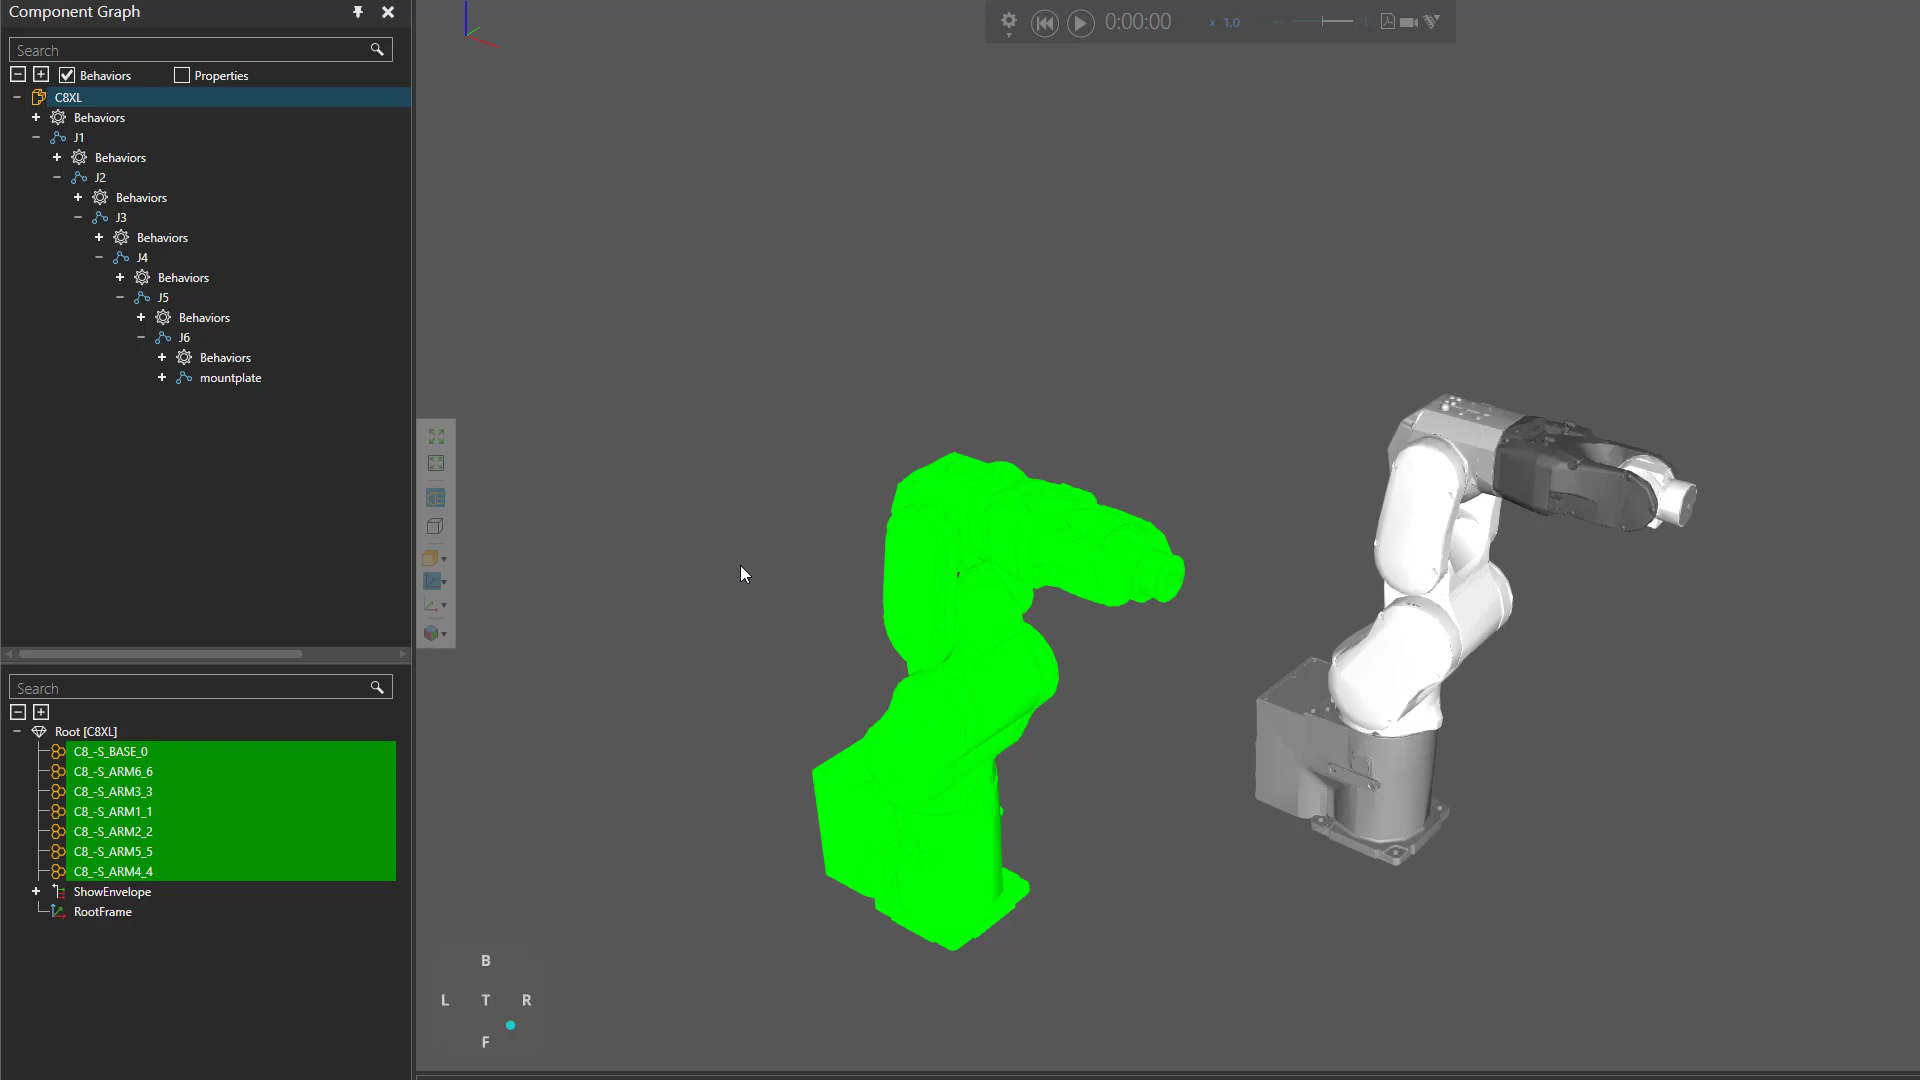 Component Graph
Search
Behaviors Properties
C8XL
Behaviors
J1
Behaviors
J2
Behaviors
J3
Behaviors
J4
Behaviors
J5
Behaviors
J6
Behaviors
mountplate
Search
Root [C8XL]
C8_-S_BASE_0
C8_-S_ARM6_6
C8_-S_ARM3_3
C8_-S_ARM1_1
C8_-S_ARM2_2
C8_-S_ARM5_5
C8_-S_ARM4_4
ShowEnvelope
RootFrame
0:00:00 x 1.0
B
L T R
F